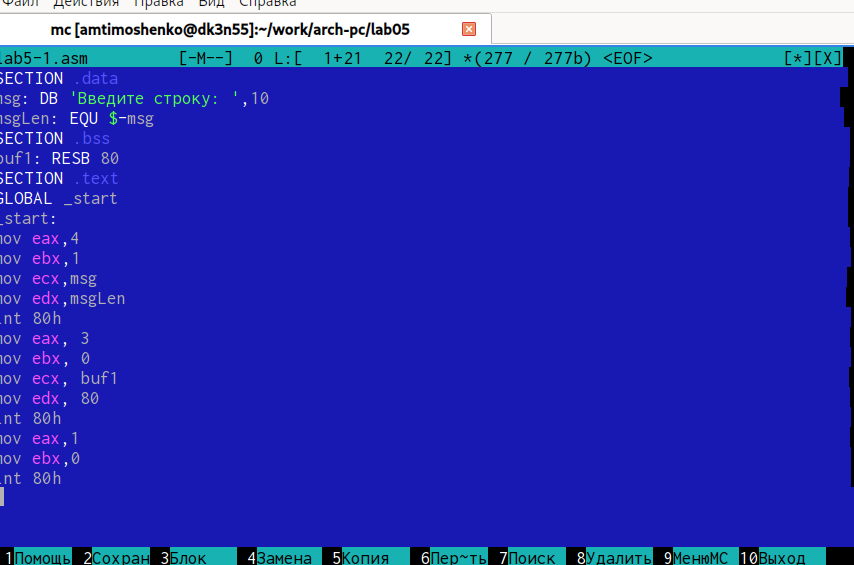 Файл Действия Правка Вид Справка
mc [amtimoshenko@dk3n55]:~/work/arch-pc/lab05
lab5-1.asm [-M--] 0 L:[ 1+21 22/ 22] *(277 / 277b) <EOF> [*][X]
SECTION .data
msg: DB 'Введите строку: ',10
msgLen: EQU $-msg
SECTION .bss
buf1: RESB 80
SECTION .text
GLOBAL _start
_start:
mov eax,4
mov ebx,1
mov ecx,msg
mov edx,msgLen
int 80h
mov eax, 3
mov ebx, 0
mov ecx, buf1
mov edx, 80
int 80h
mov eax,1
mov ebx,0
int 80h
1Помощь 2Сохран 3Блок 4Замена 5Копия 6Пер~ть 7Поиск 8Удалить 9МенюMC 10Выход